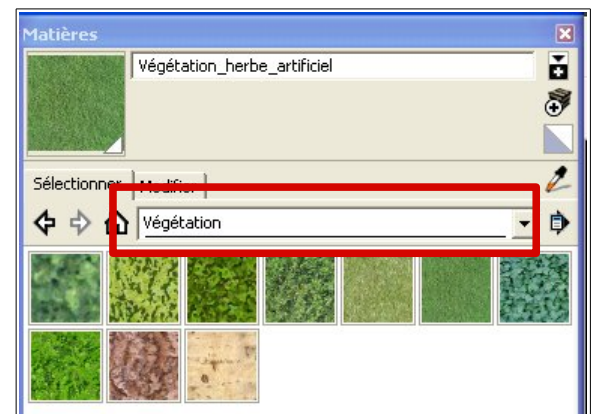 Matières
Végétation_herbe_artificiel
Sélectionner Modifier
Végétation